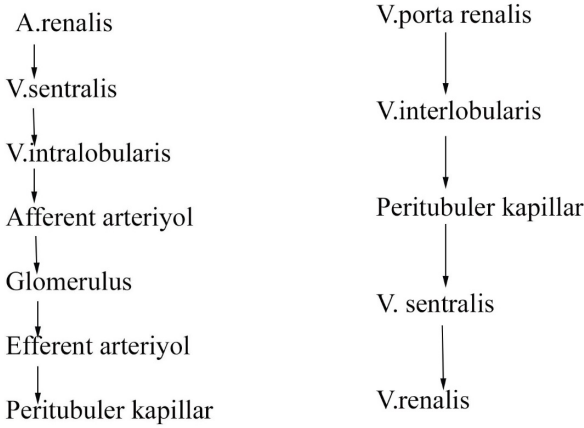 A.renalis
V.sentralis
V.intralobularis
Afferent arteriyol
Glomerulus
Efferent arteriyol
Peritubuler kapillar
V.porta renalis
V.interlobularis
Peritubuler kapillar
V. sentralis
V.renalis